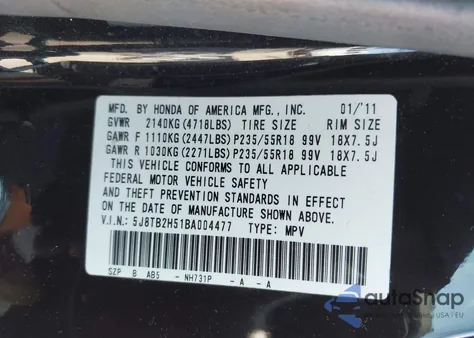 MFD. BY HONDA OF AMERICA MFG., INC. 01/'11
GVWR 2140KG(4718LBS) TIRE SIZE RIM SIZE
GAWR F 1110KG(2447LBS)P235/55R18 99V 18X7.5J
GAWR R 1030KG(2271LBS)P235/55R18 99V 18X7.5J
THIS VEHICLE CONFORMS TO ALL APPLICABLE
FEDERAL MOTOR VEHICLE SAFETY
AND THEFT PREVENTION STANDARDS IN EFFECT
ON THE DATE OF MANUFACTURE SHOWN ABOVE.
V.I.N.: 5J8TB2H51BA004477 TYPE: MPV
SZP B AB5 - NH731P -A -A
autoSnap